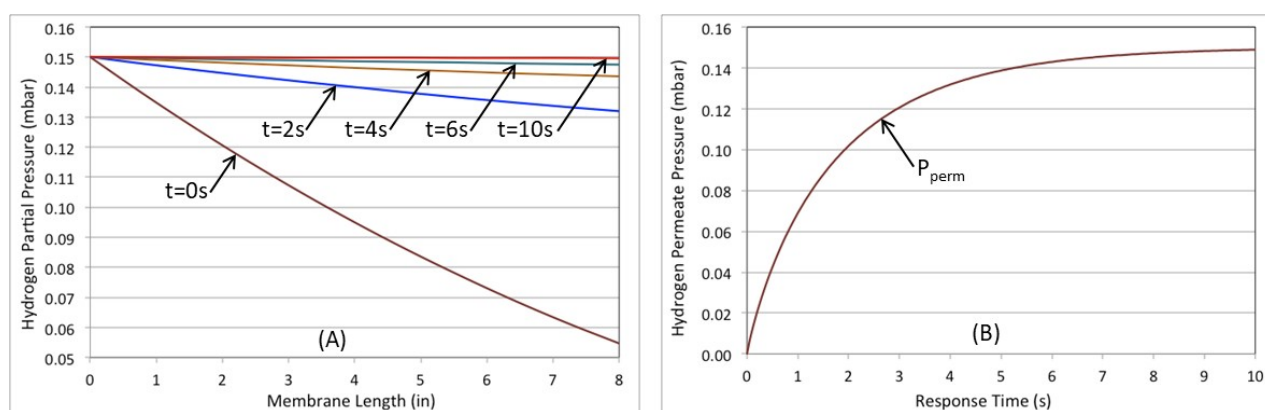 Hydrogen Partial Pressure (mbar)
0.16
0.15
0.14
0.13
0.12
0.11
0.10
0.09
0.08
0.07
0.06
0.05
t=2s
t=4s
t=6s
t=10s
t=0s
(A)
0 1 2 3 4 5 6 7 8
Membrane Length (in)
Hydrogen Permeate Pressure (mbar)
0.16
0.14
0.12
0.10
0.08
0.06
0.04
0.02
0.00
Pperm
(B)
0 1 2 3 4 5 6 7 8 9 10
Response Time (s)